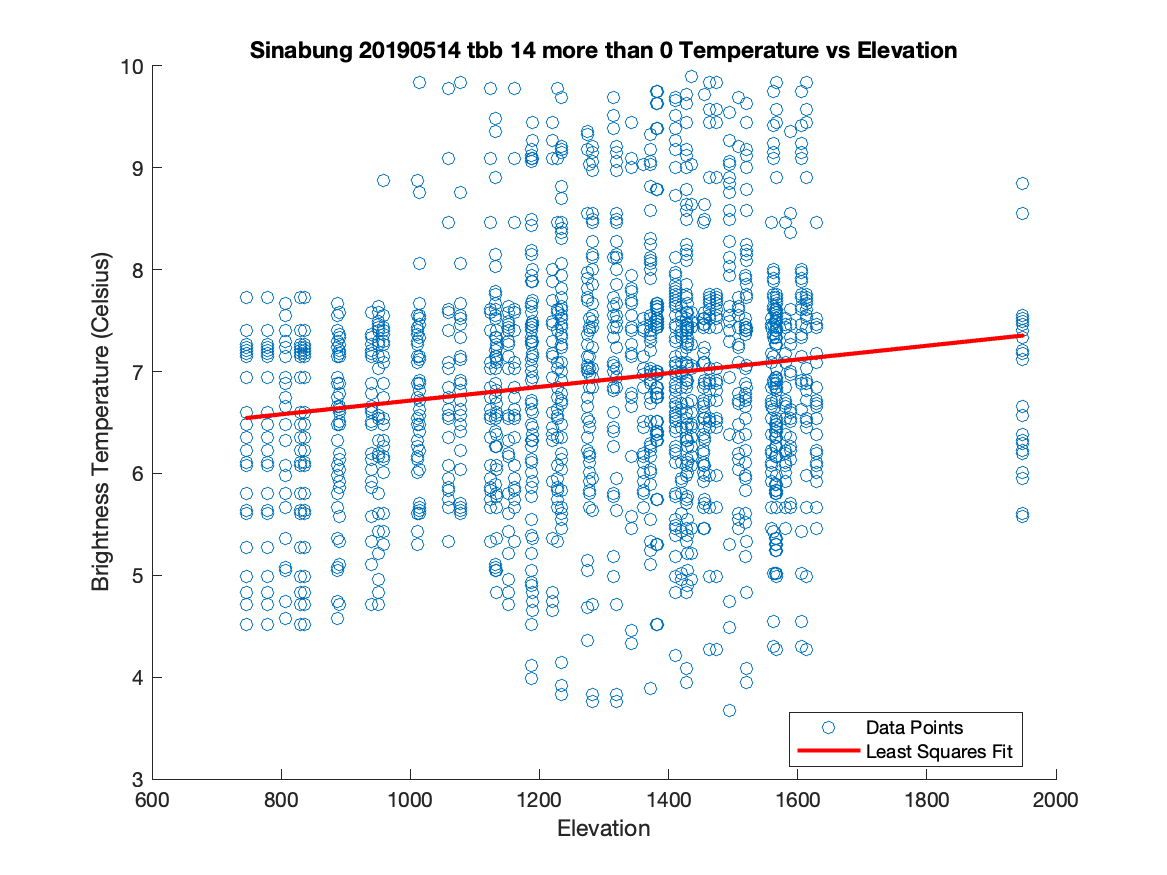 Sinabung 20190514 tbb 14 more than 0 Temperature vs Elevation
10
9
8
7
6
5
4
3
Brightness Temperature (Celsius)
Data Points
Least Squares Fit
600 800 1000 1200 1400 1600 1800 2000
Elevation